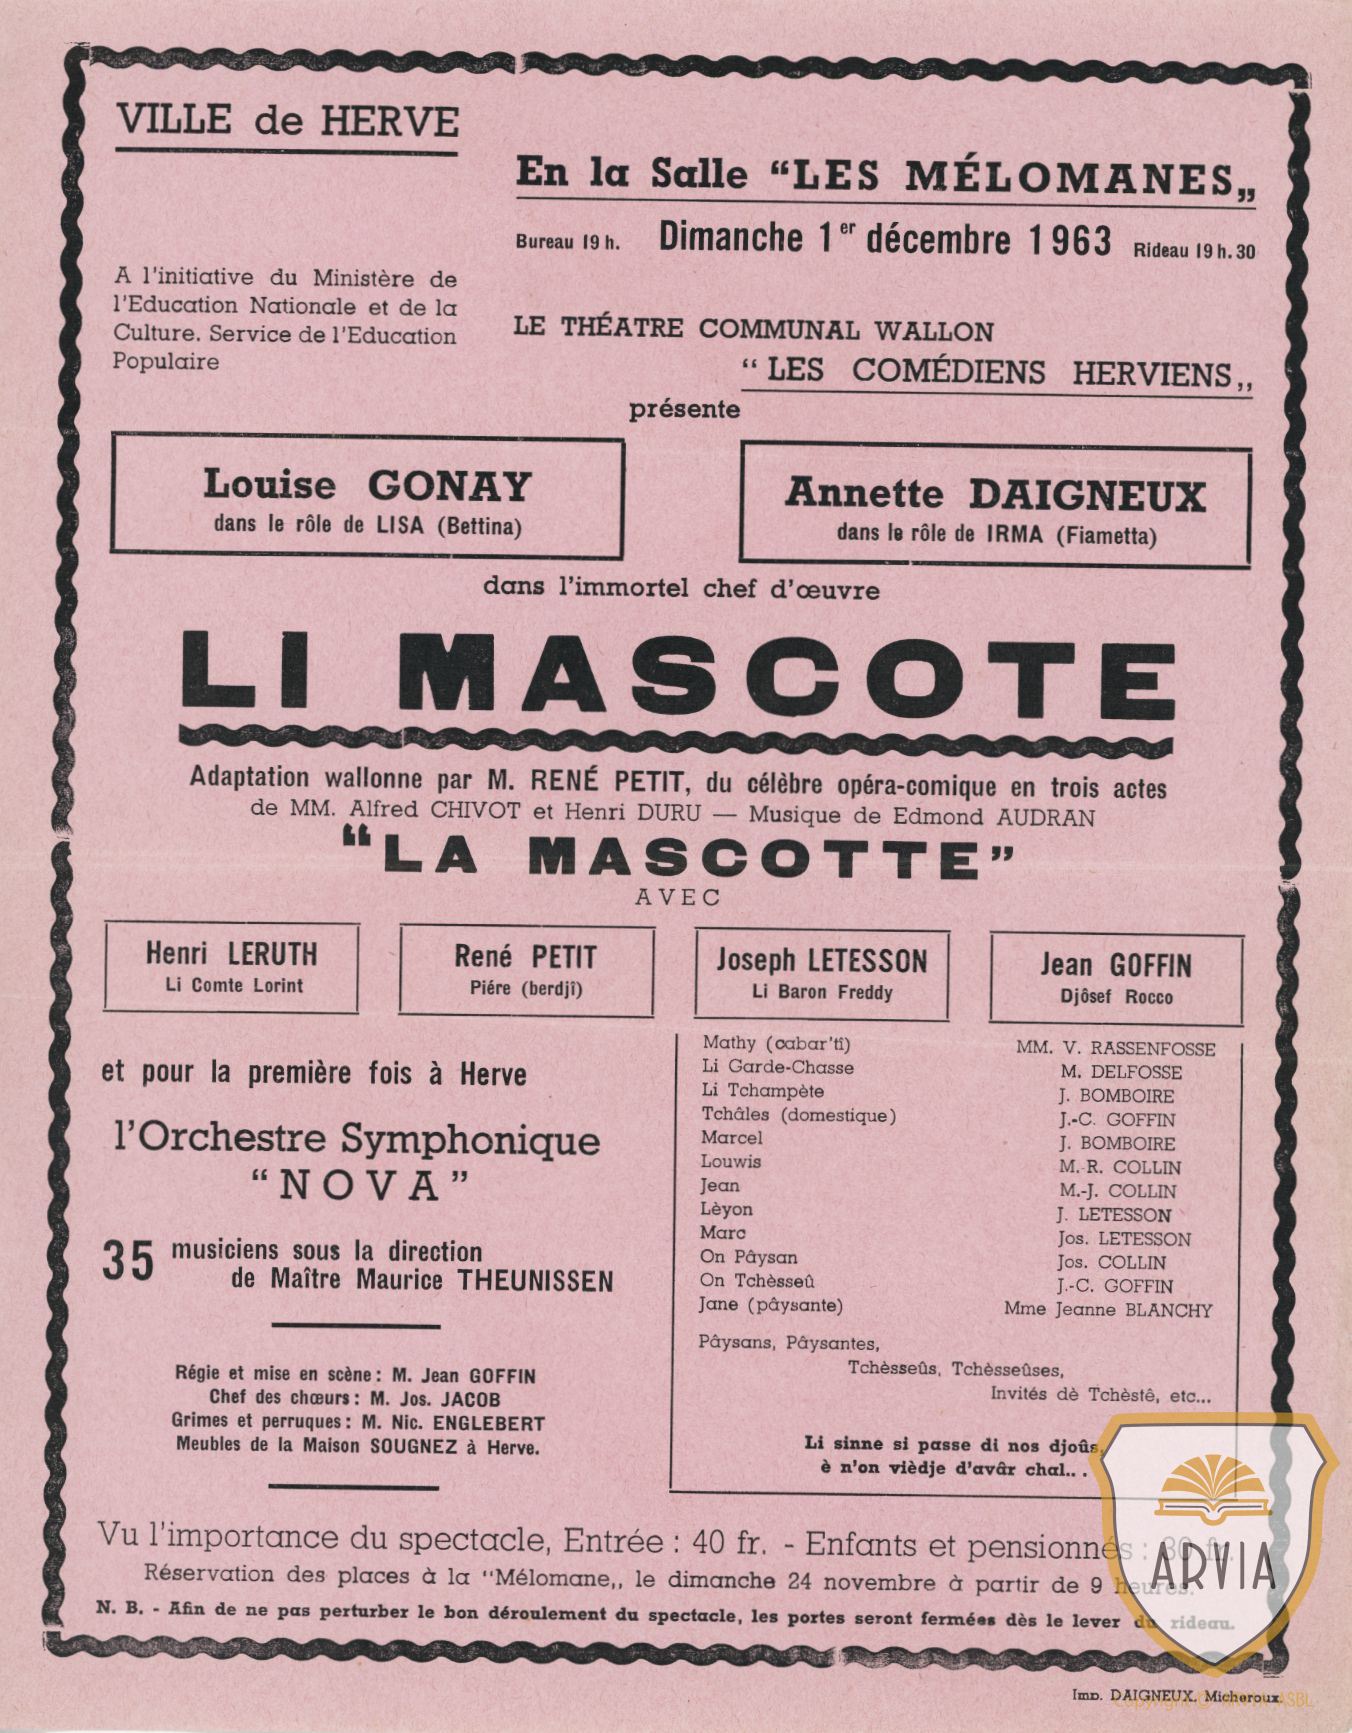 VILLE de HERVE
En la Salle “LES MÉLOMANES„
Bureau 19 h. Dimanche 1er décembre 1963 Rideau 19 h. 30
A l'initiative du Ministère de
l'Education Nationale et de la
Culture. Service de l'Education
Populaire
LE THÉATRE COMMUNAL WALLON
“ LES COMÉDIENS HERVIENS„
présente
Louise GONAY
dans le rôle de LISA (Bettina)
Annette DAIGNEUX
dans le rôle de IRMA (Fiametta)
dans l'immortel chef d'œuvre
LI MASCOTE
Adaptation wallonne par M. RENÉ PETIT, du célèbre opéra-comique en trois actes
de MM. Alfred CHIVOT et Henri DURU — Musique de Edmond AUDRAN
“LA MASCOTTE”
AVEC
Henri LERUTH
Li Comte Lorint
René PETIT
Piére (berdjî)
Joseph LETESSON
Li Baron Freddy
Jean GOFFIN
Djôsef Rocco
et pour la première fois à Herve
l'Orchestre Symphonique
“NOVA”
35 musiciens sous la direction
de Maître Maurice THEUNISSEN
Régie et mise en scène : M. Jean GOFFIN
Chef des chœurs : M. Jos. JACOB
Grimes et perruques : M. Nic. ENGLEBERT
Meubles de la Maison SOUGNEZ à Herve.
Mathy (cabar'tî) MM. V. RASSENFOSSE
Li Garde-Chasse M. DELFOSSE
Li Tchampète J. BOMBOIRE
Tchâles (domestique) J.-C. GOFFIN
Marcel J. BOMBOIRE
Louwis M.-R. COLLIN
Jean M.-J. COLLIN
Lèyon J. LETESSON
Marc Jos. LETESSON
On Pâysan Jos. COLLIN
On Tchèsseû J.-C. GOFFIN
Jane (pâysante) Mme Jeanne BLANCHY
Pâysans, Pâysantes,
Tchèsseûs, Tchèsseûses,
Invités dè Tchèstê, etc...
Li sinne si passe di nos djoûs,
è n'on vièdje d'avâr chal.. .
Vu l'importance du spectacle, Entrée : 40 fr. - Enfants et pensionnés : 30 fr.
Réservation des places à la “Mélomane„ le dimanche 24 novembre à partir de 9 heures.
N. B. - Afin de ne pas perturber le bon déroulement du spectacle, les portes seront fermées dès le lever du rideau.
ARVIA
Imp. DAIGNEUX. Micheroux.
Copyright © ARVIA ASBL